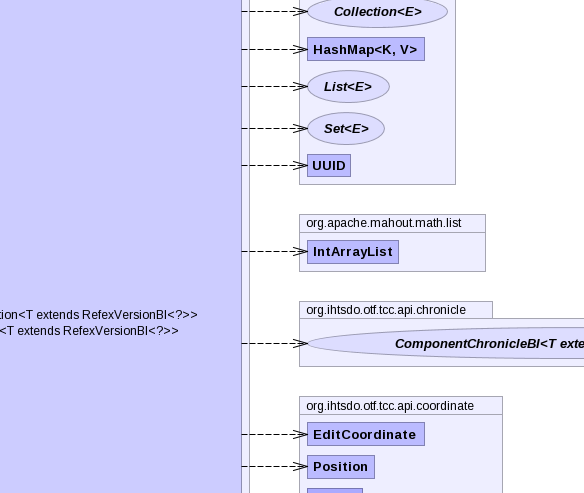 Collection<E>
HashMap<K, V>
List<E>
Set<E>
UUID
org.apache.mahout.math.list
IntArrayList
org.ihtsdo.otf.tcc.api.chronicle
tion<T extends RefexVersionBI<?>>
<T extends RefexVersionBI<?>>
ComponentChronicleBI<T exte
org.ihtsdo.otf.tcc.api.coordinate
EditCoordinate
Position